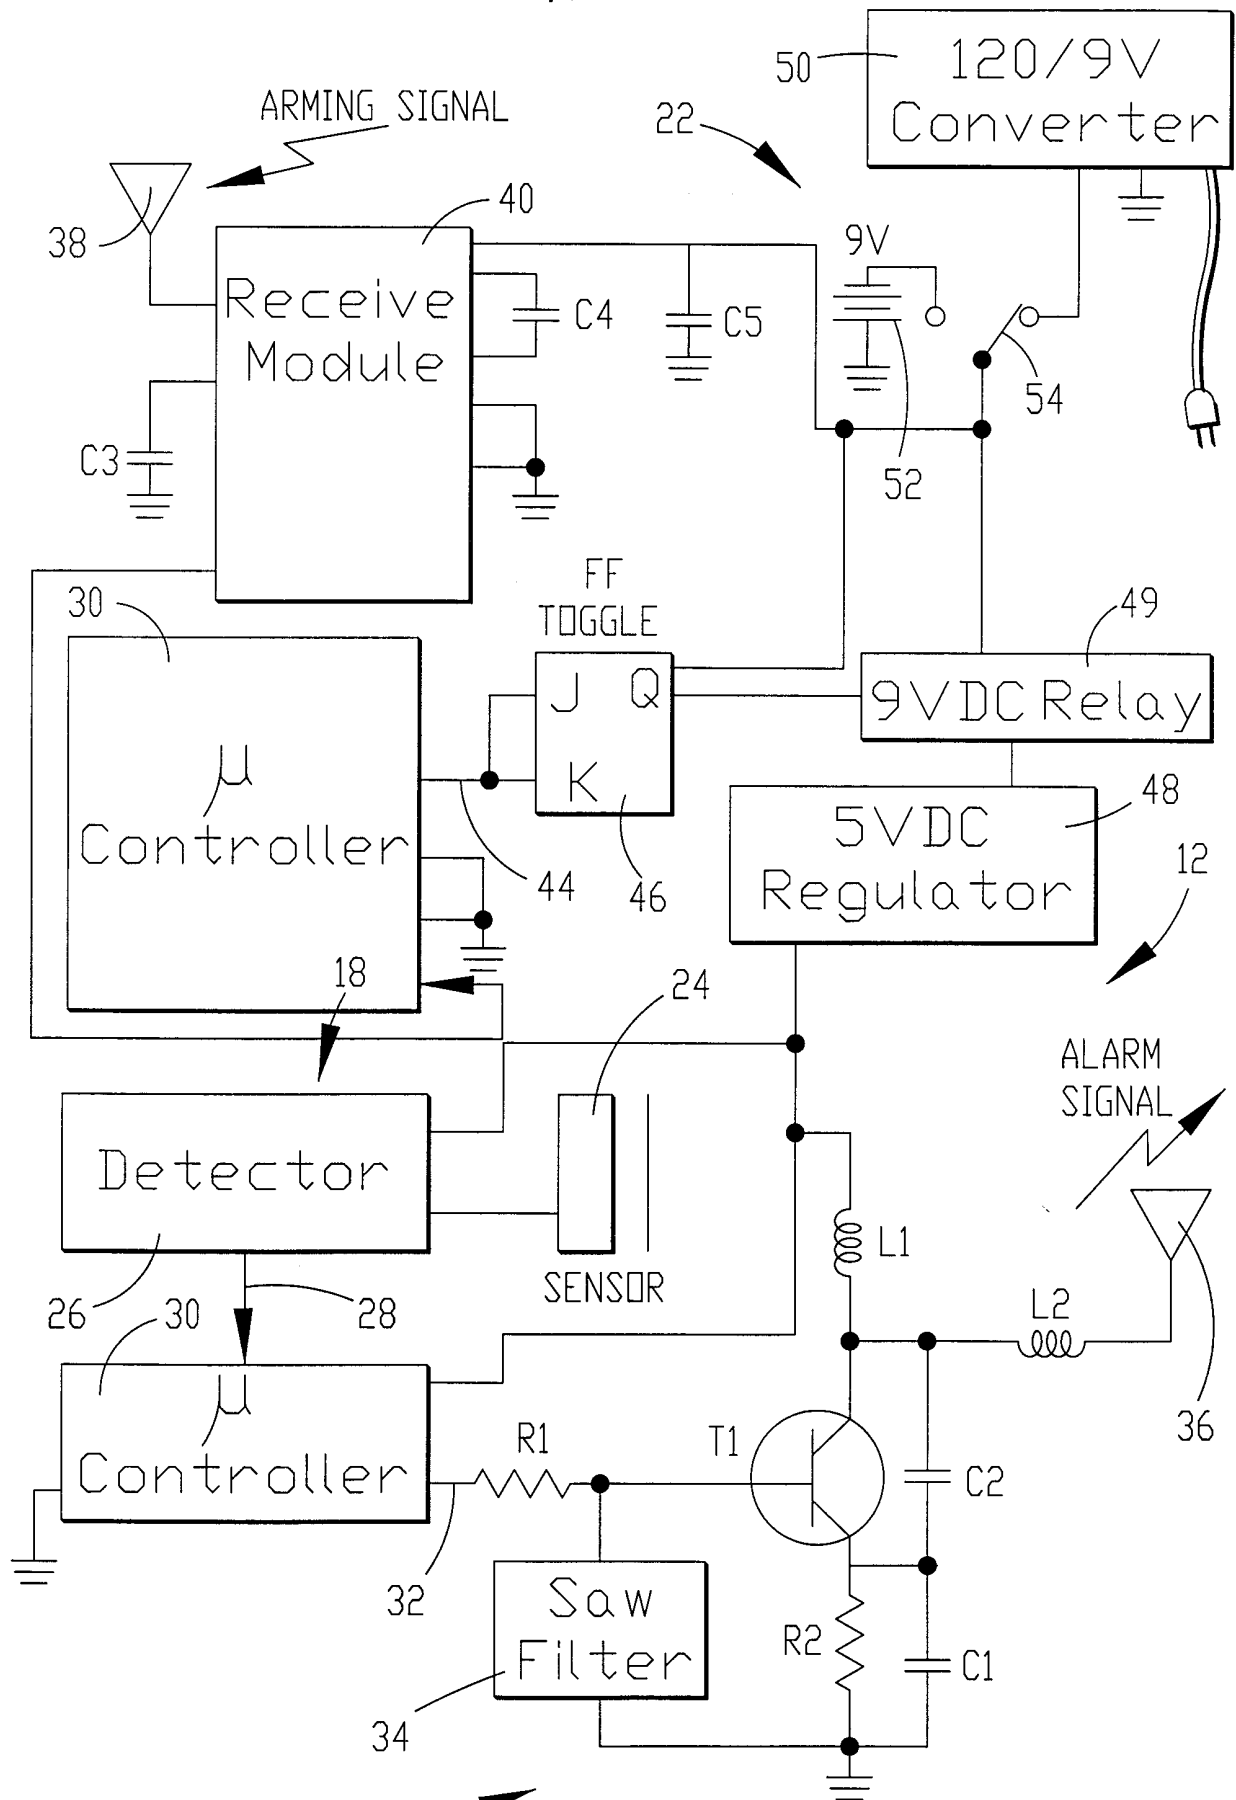 120/9V
Converter
50
ARMING SIGNAL
22
38
40
9V
Receive
Module
C4
C5
54
C3
52
FF
TOGGLE
30
49
J Q
9VDC Relay
μ
K
Controller
5VDC
Regulator
48
44
46
12
18
24
ALARM
SIGNAL
Detector
L1
SENSOR
26
30
28
L2
36
μ
Controller
R1
T1
C2
32
Saw
Filter
R2
C1
34